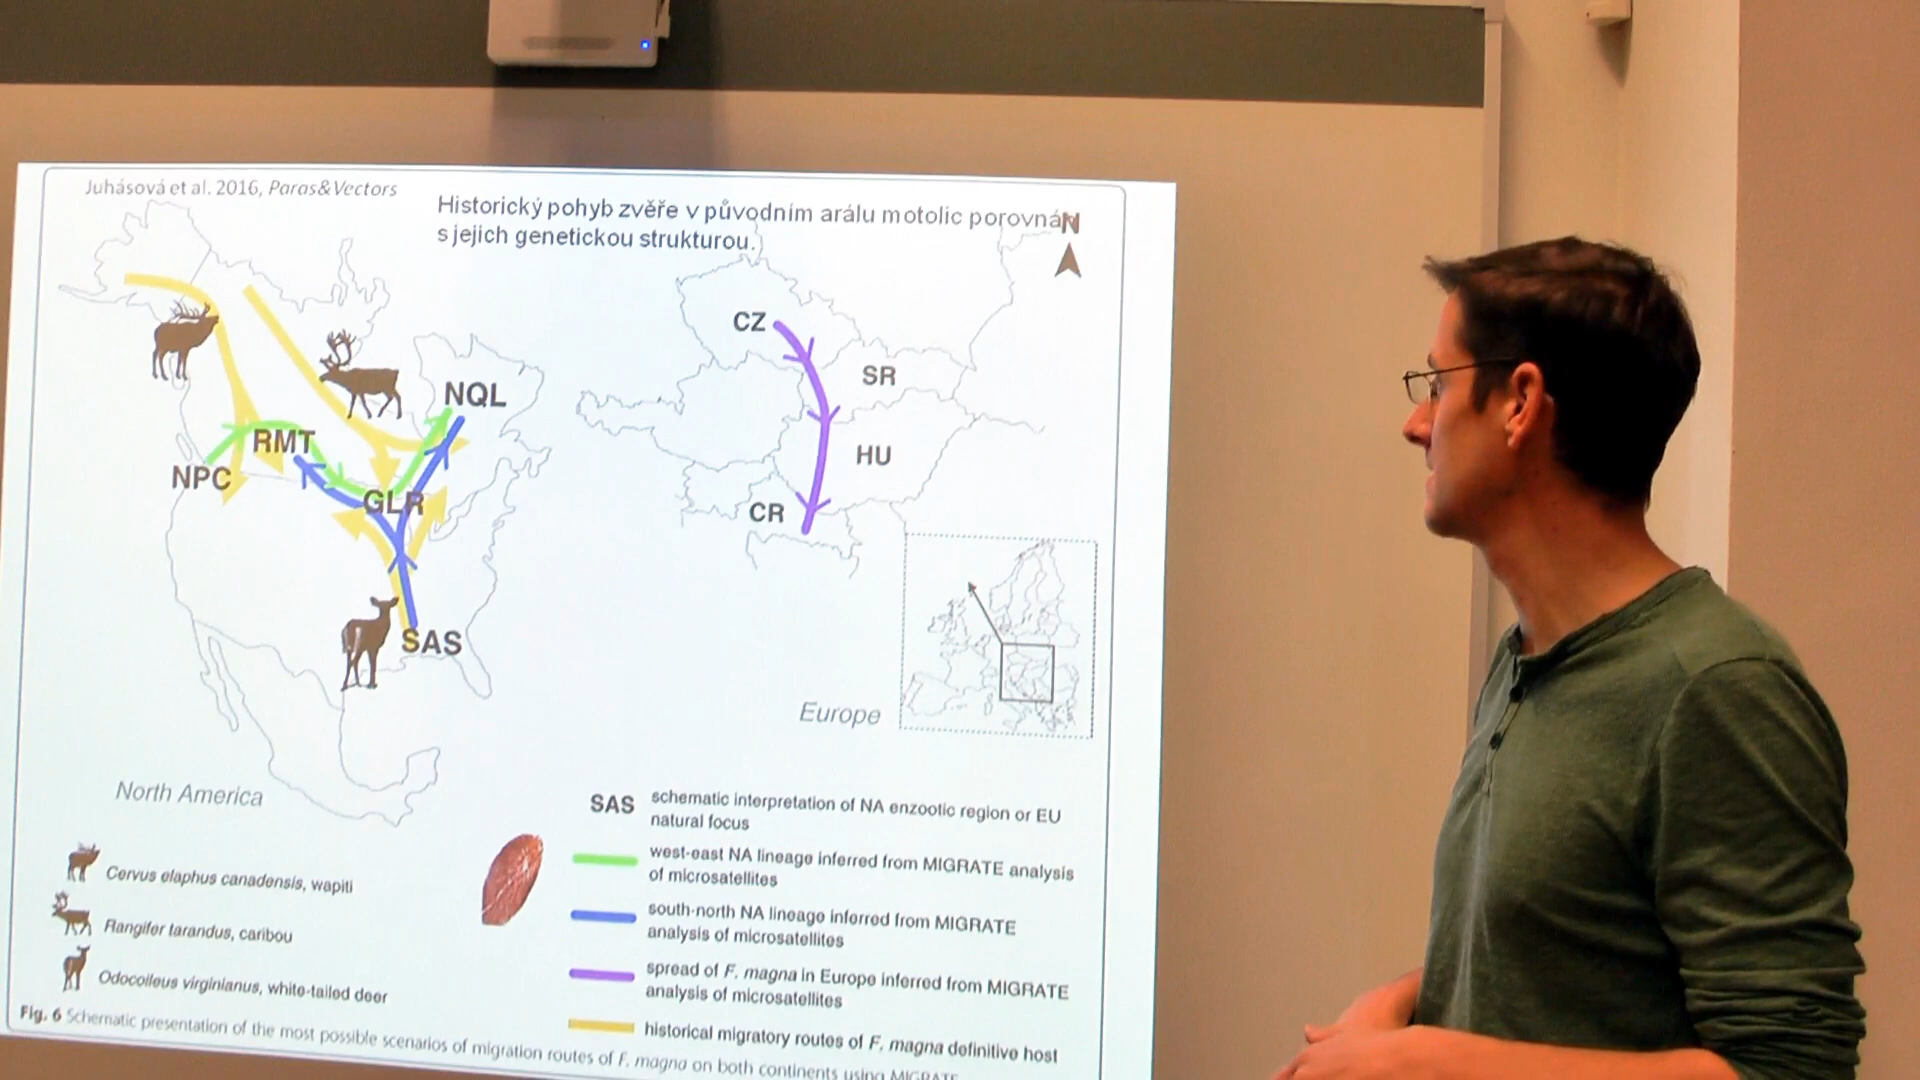 Juhásová et al. 2016, Paras&Vectors
Historický pohyb zvěře v původním arálu motolic porovnán
s jejich genetickou strukturou.
N
CZ
SR
HU
CR
NQL
RMT
NPC
GLR
SAS
Europe
North America
SAS schematic interpretation of NA enzootic region or EU
natural focus
west-east NA lineage inferred from MIGRATE analysis
of microsatellites
south-north NA lineage inferred from MIGRATE
analysis of microsatellites
spread of F. magna in Europe inferred from MIGRATE
analysis of microsatellites
historical migratory routes of F. magna definitive host
Cervus elaphus canadensis, wapiti
Rangifer tarandus, caribou
Odocoileus virginianus, white-tailed deer
Fig. 6 Schematic presentation of the most possible scenarios of migration routes of F. magna on both continents using MIGRATE